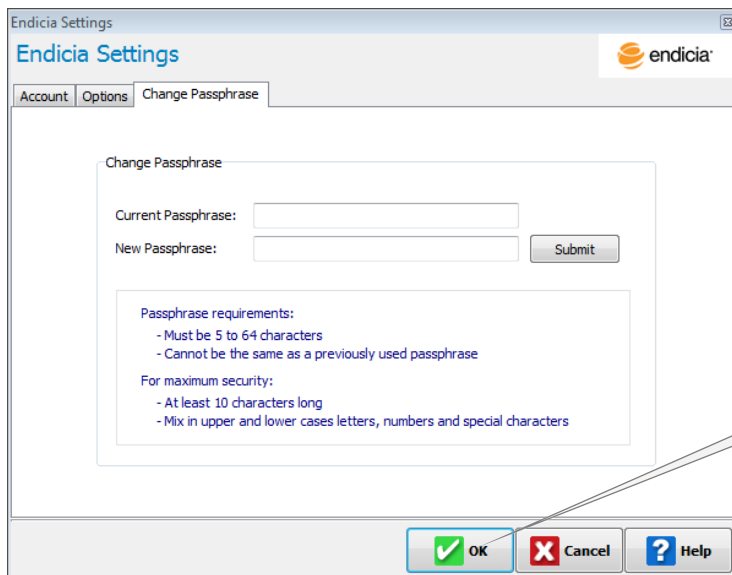 Endicia Settings
Endicia Settings
endicia
Account Options Change Passphrase
Change Passphrase
Current Passphrase:
New Passphrase: Submit
Passphrase requirements:
- Must be 5 to 64 characters
- Cannot be the same as a previously used passphrase
For maximum security:
- At least 10 characters long
- Mix in upper and lower cases letters, numbers and special characters
OK Cancel Help